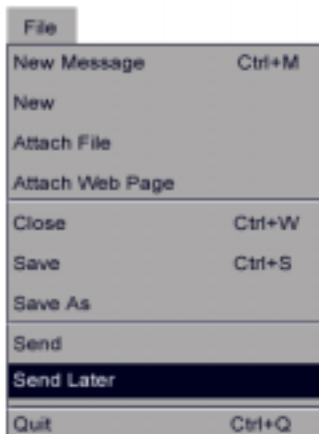 File
New Message Ctrl+M
New
Attach File
Attach Web Page
Close Ctrl+W
Save Ctrl+S
Save As
Send
Send Later
Quit Ctrl+Q